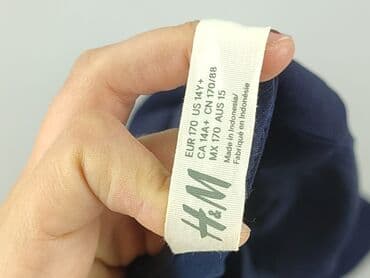 EUR 170 US 14Y+
CA 14A+ CN 170/88
MX 170 AUS 15
Made in Indonesia/
Fabriqué en Indonésie
H&M